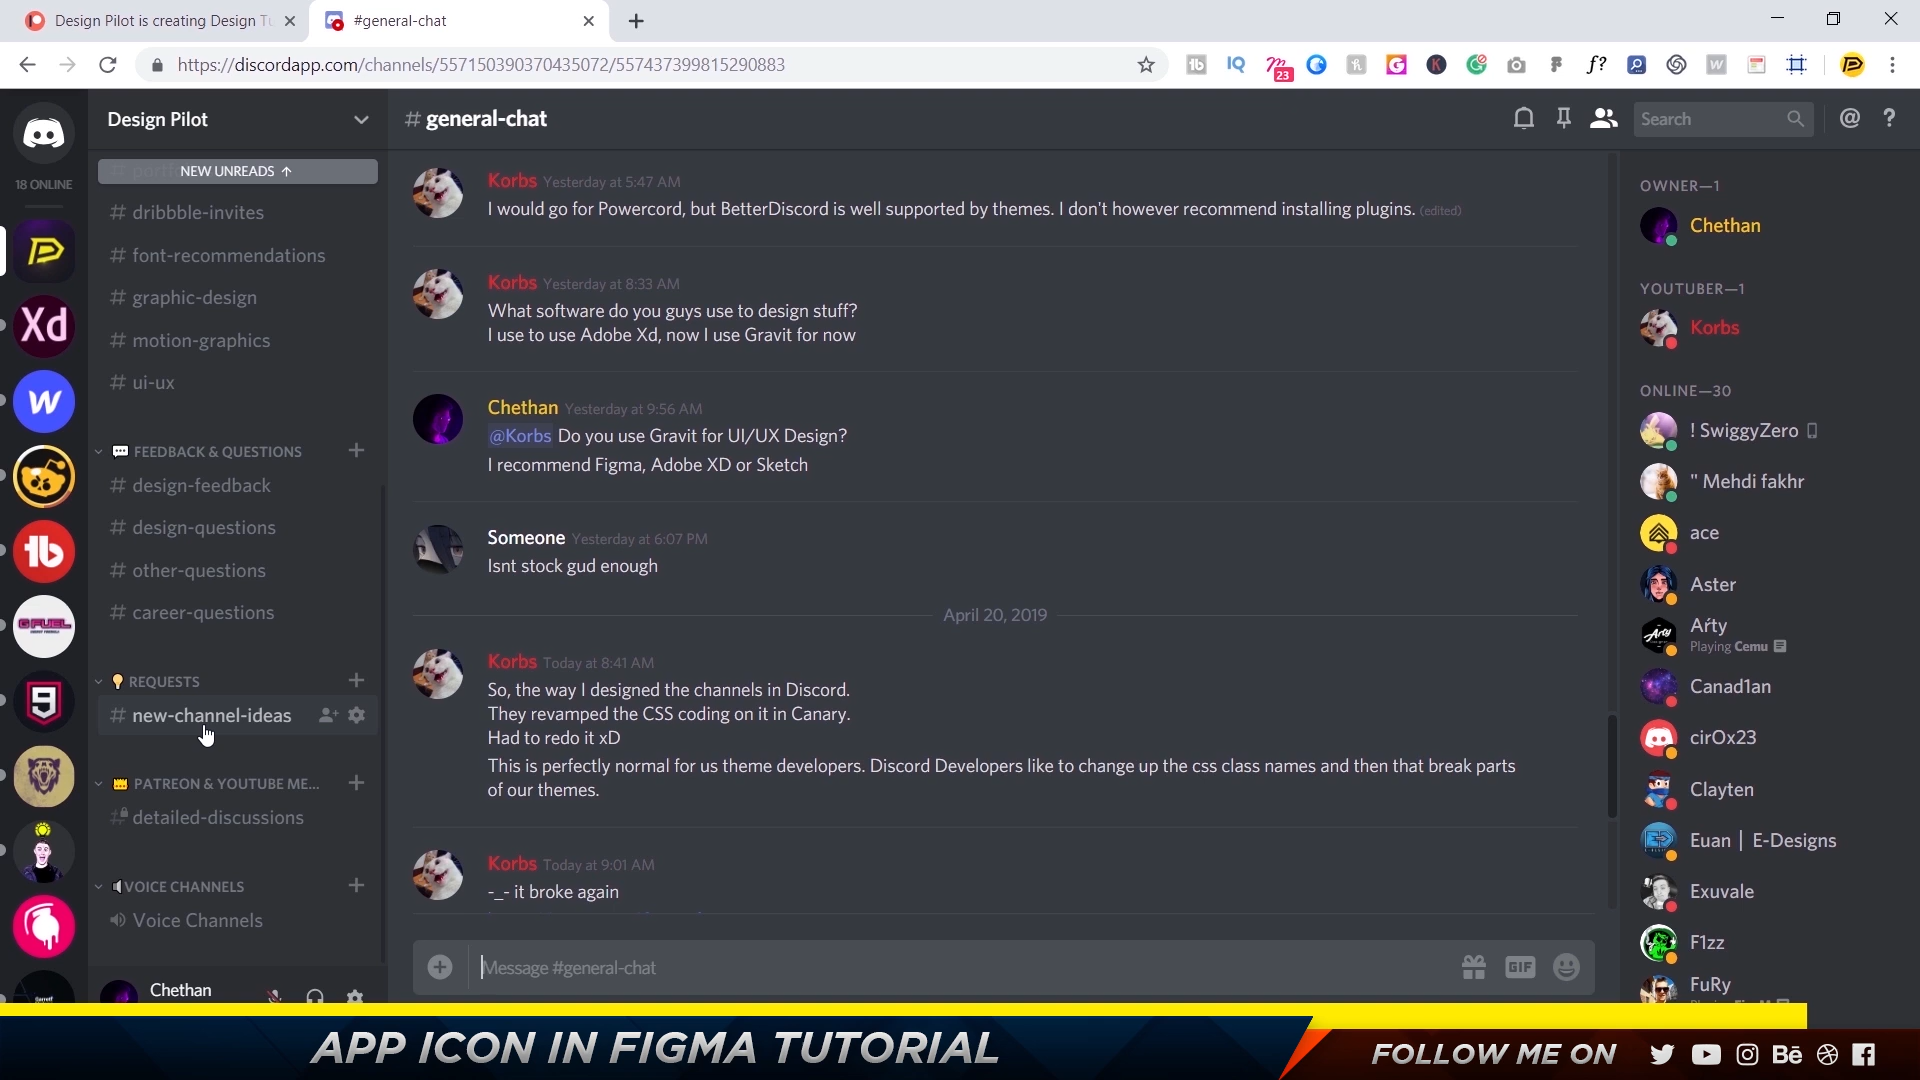 Design Pilot is creating Design Tu
#general-chat
https://discordapp.com/channels/557150390370435072/557437399815290883
23
f?
18 ONLINE
Xd
W
G FUEL
9
Design Pilot
NEW UNREADS ↑
# dribbble-invites
# font-recommendations
# graphic-design
# motion-graphics
# ui-ux
FEEDBACK & QUESTIONS
# design-feedback
# design-questions
# other-questions
# career-questions
REQUESTS
# new-channel-ideas
PATREON & YOUTUBE ME...
# detailed-discussions
VOICE CHANNELS
Voice Channels
Chethan
# general-chat
Search
Korbs Yesterday at 5:47 AM
I would go for Powercord, but BetterDiscord is well supported by themes. I don't however recommend installing plugins. (edited)
Korbs Yesterday at 8:33 AM
What software do you guys use to design stuff?
I use to use Adobe Xd, now I use Gravit for now
Chethan Yesterday at 9:56 AM
@Korbs Do you use Gravit for UI/UX Design?
I recommend Figma, Adobe XD or Sketch
Someone Yesterday at 6:07 PM
Isnt stock gud enough
April 20, 2019
Korbs Today at 8:41 AM
So, the way I designed the channels in Discord.
They revamped the CSS coding on it in Canary.
Had to redo it xD
This is perfectly normal for us theme developers. Discord Developers like to change up the css class names and then that break parts
of our themes.
Korbs Today at 9:01 AM
-_- it broke again
Message #general-chat
GIF
OWNER—1
Chethan
YOUTUBER—1
Korbs
ONLINE—30
! SwiggyZero
" Mehdi fakhr
ace
Aster
Aŕty
Playing Cemu
Canad1an
cirOx23
Clayten
Euan | E-Designs
Exuvale
F1zz
FuRy
APP ICON IN FIGMA TUTORIAL
FOLLOW ME ON